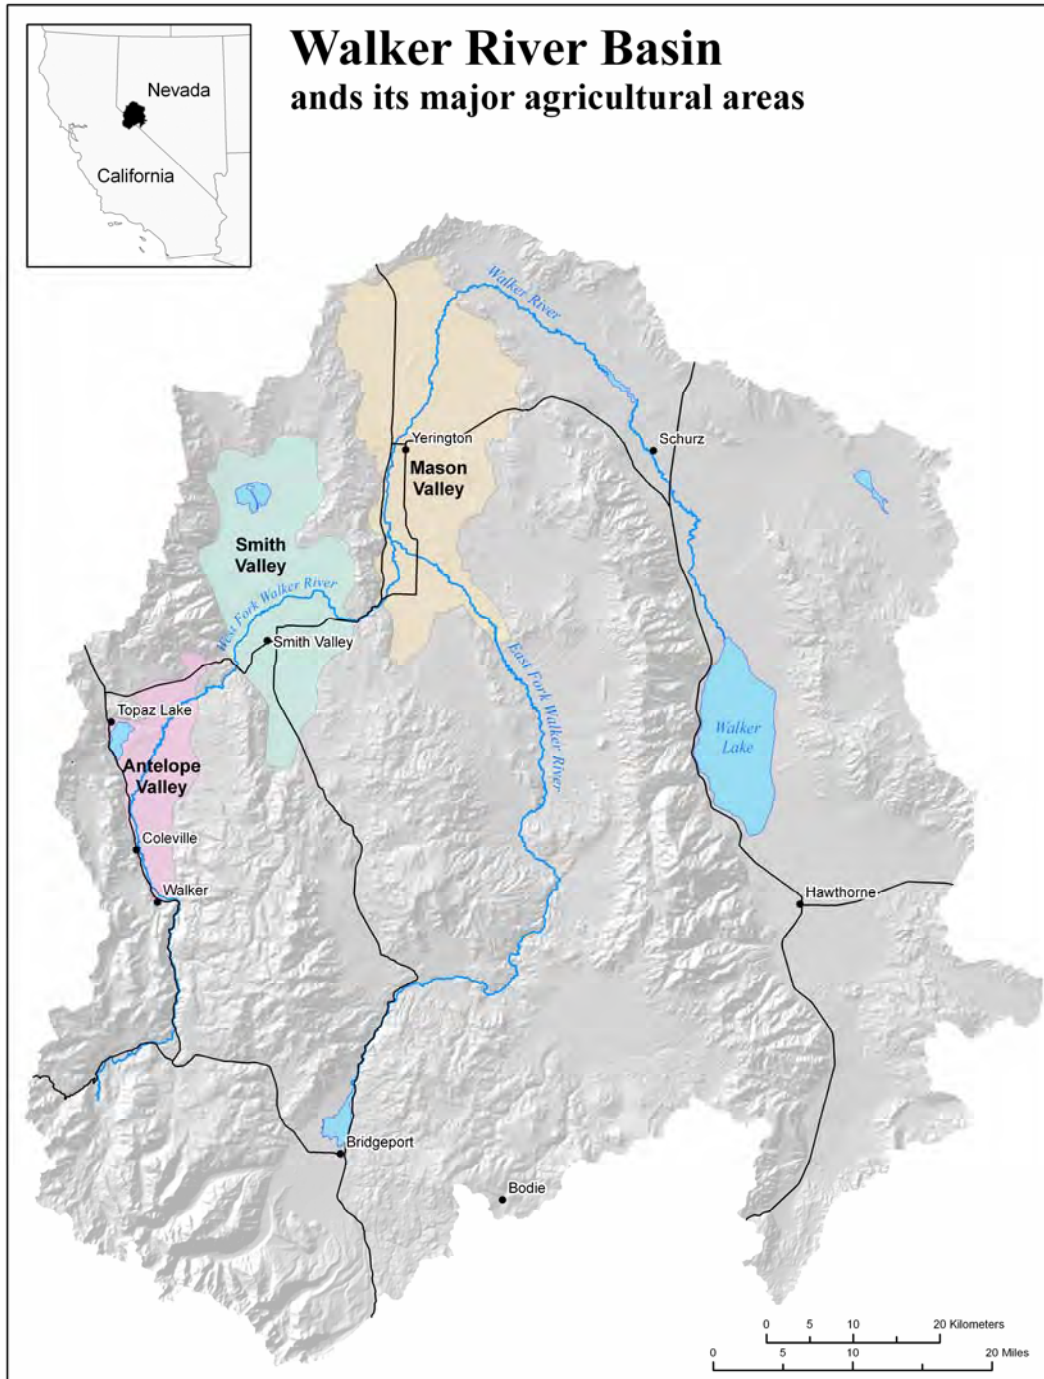 Walker River Basin
ands its major agricultural areas
Nevada
California
Walker River
Yerington
Mason
Valley
Schurz
Smith
Valley
West Fork Walker River
Smith Valley
East Fork Walker River
Topaz Lake
Antelope
Valley
Walker
Lake
Coleville
Walker
Hawthorne
Bridgeport
Bodie
0 5 10 20 Kilometers
0 5 10 20 Miles